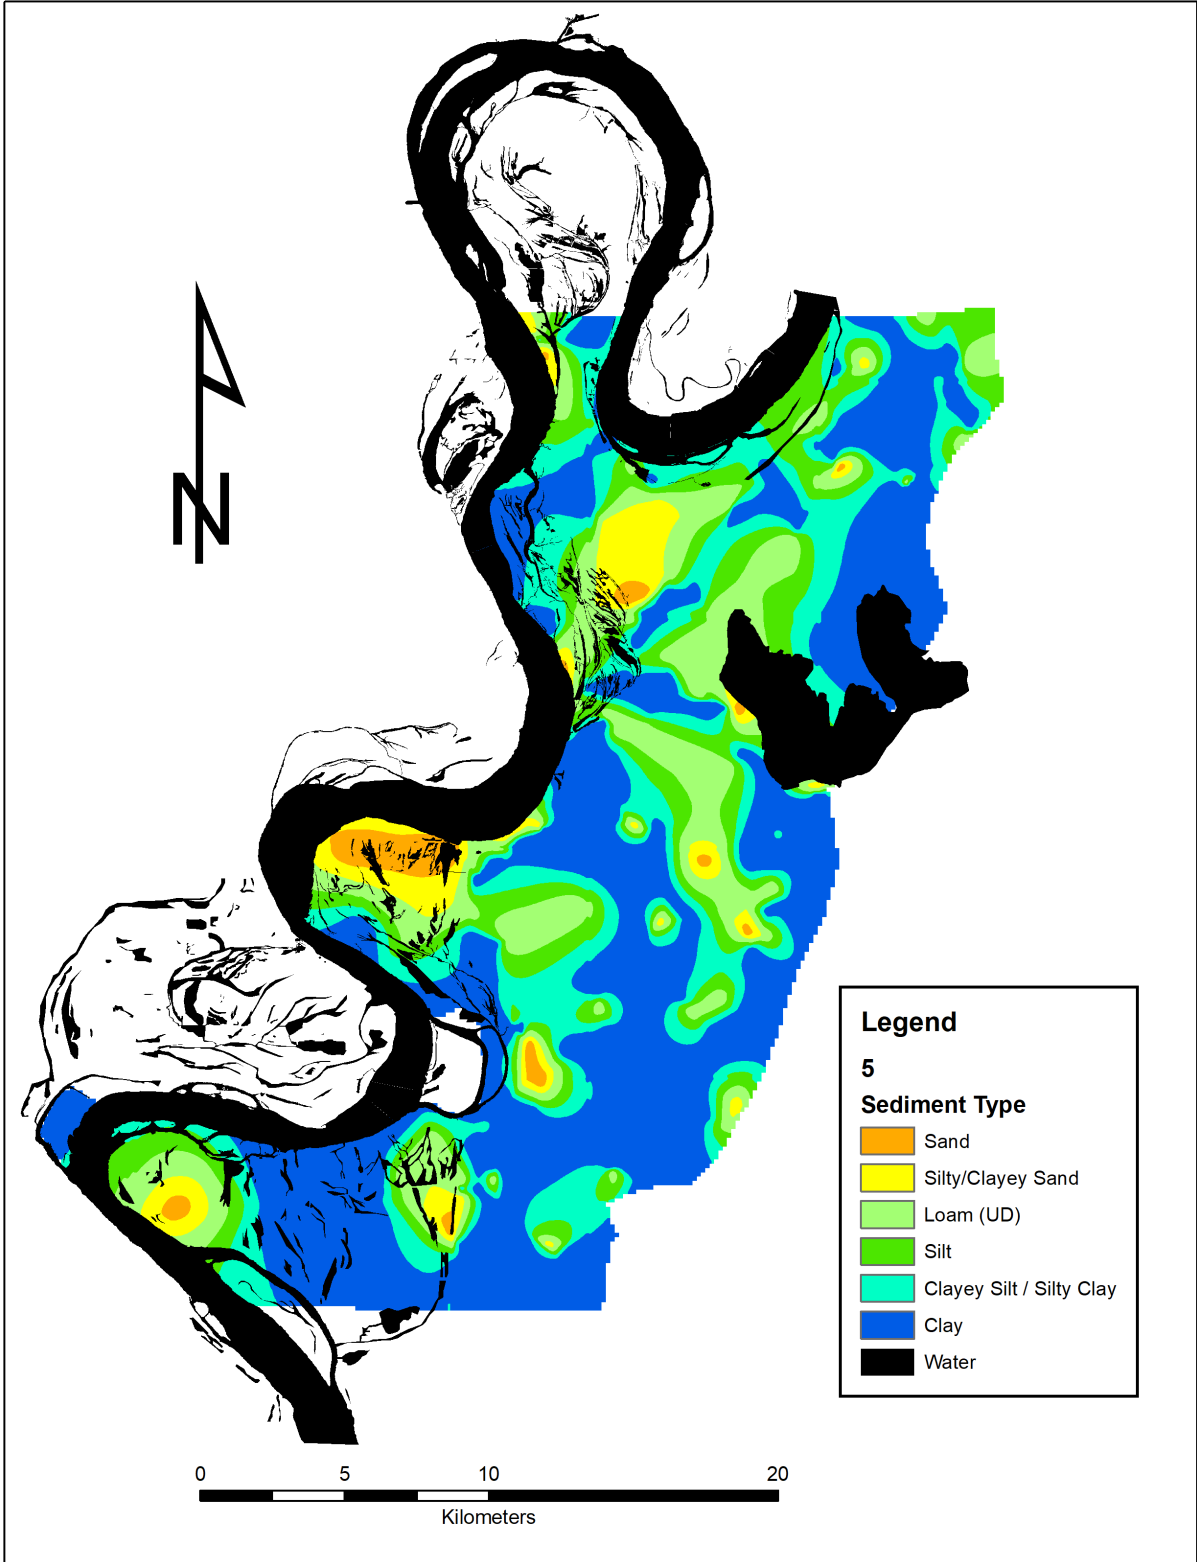 N
Legend
5
Sediment Type
Sand
Silty/Clayey Sand
Loam (UD)
Silt
Clayey Silt / Silty Clay
Clay
Water
0 5 10 20
Kilometers